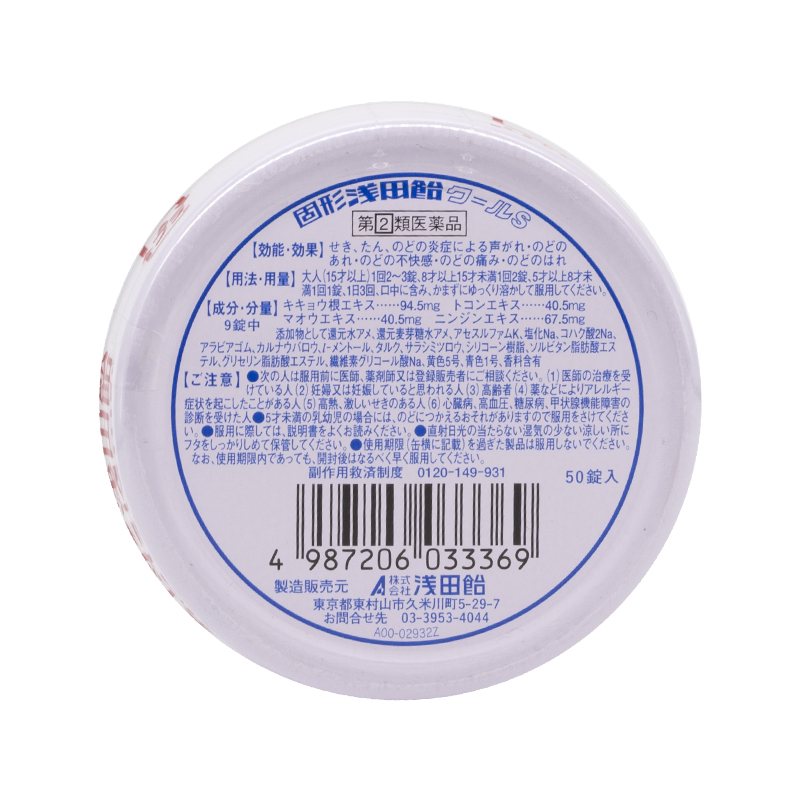 固形浅田飴クールS
指②類医薬品
【効能・効果】せき、たん、のどの炎症による声がれ・のどの
あれ・のどの不快感・のどの痛み・のどのはれ
【用法・用量】大人(15才以上)1回2〜3錠、8才以上15才未満1回2錠、5才以上8才未
満1回1錠、1日3回、口中に含み、かまずにゆっくり溶かして服用してください。
【成分・分量】キキョウ根エキス……94.5mg トコンエキス……40.5mg
9錠中 マオウエキス……40.5mg ニンジンエキス……67.5mg
添加物として還元水アメ、還元麦芽糖水アメ、アセスルファムK、塩化Na、コハク酸2Na、
アラビアゴム、カルナウバロウ、l-メントール、タルク、サラシミツロウ、シリコーン樹脂、ソルビタン脂肪酸エス
テル、グリセリン脂肪酸エステル、繊維素グリコール酸Na、黄色5号、青色1号、香料含有
【ご注意】●次の人は服用前に医師、薬剤師又は登録販売者にご相談ください。(1)医師の治療を受
けている人(2)妊婦又は妊娠していると思われる人(3)高齢者(4)薬などによりアレルギー
症状を起こしたことがある人(5)高熱、激しいせきのある人(6)心臓病、高血圧、糖尿病、甲状腺機能障害の
診断を受けた人●5才未満の乳幼児の場合には、のどにつかえるおそれがありますので服用をさけてくださ
い。●服用に際しては、説明書をよくお読みください。●直射日光の当たらない湿気の少ない涼しい所に
フタをしっかりしめて保管してください。●使用期限(缶横に記載)を過ぎた製品は服用しないでください。
なお、使用期限内であっても、開封後はなるべく早く服用してください。
副作用救済制度 0120-149-931
50錠入
4 987206 033369
製造販売元 株式会社浅田飴
東京都東村山市久米川町5-29-7
お問合せ先 03-3953-4044
A00-02932Z